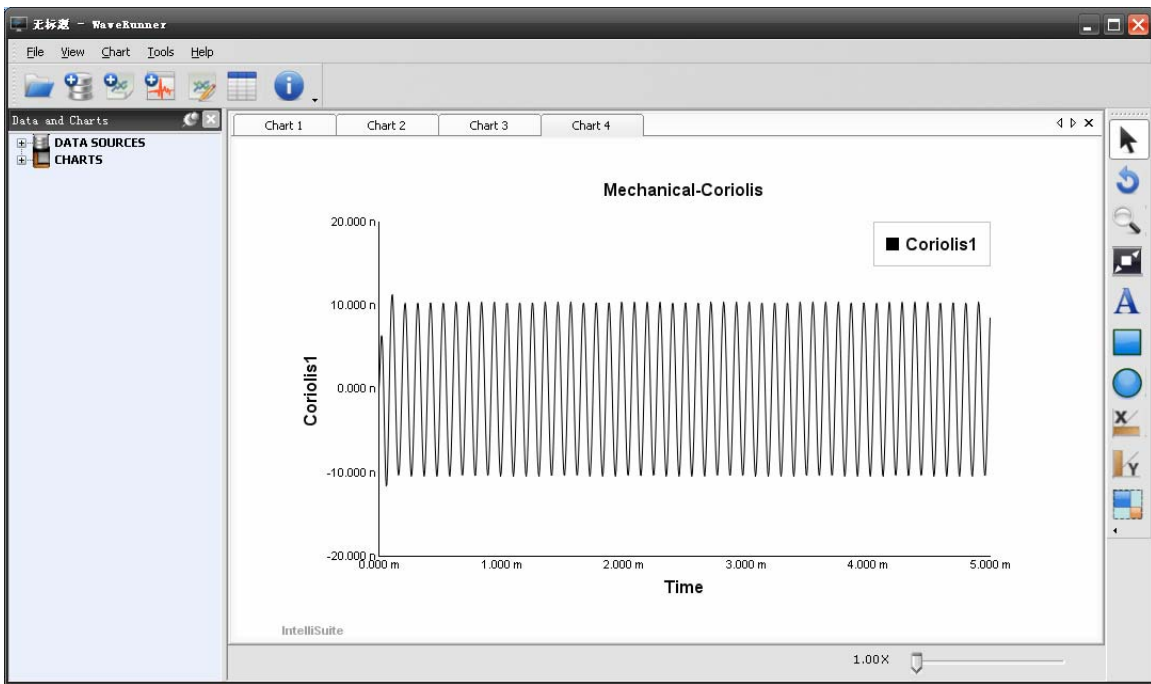 无标题 - WaveRunner
File View Chart Tools Help
Data and Charts
DATA SOURCES
CHARTS
Chart 1 Chart 2 Chart 3 Chart 4
Mechanical-Coriolis
20.000 n
10.000 n
0.000 n
-10.000 n
-20.000 n
Coriolis1
Coriolis1
0.000 m 1.000 m 2.000 m 3.000 m 4.000 m 5.000 m
Time
IntelliSuite
1.00X
A
X
Y